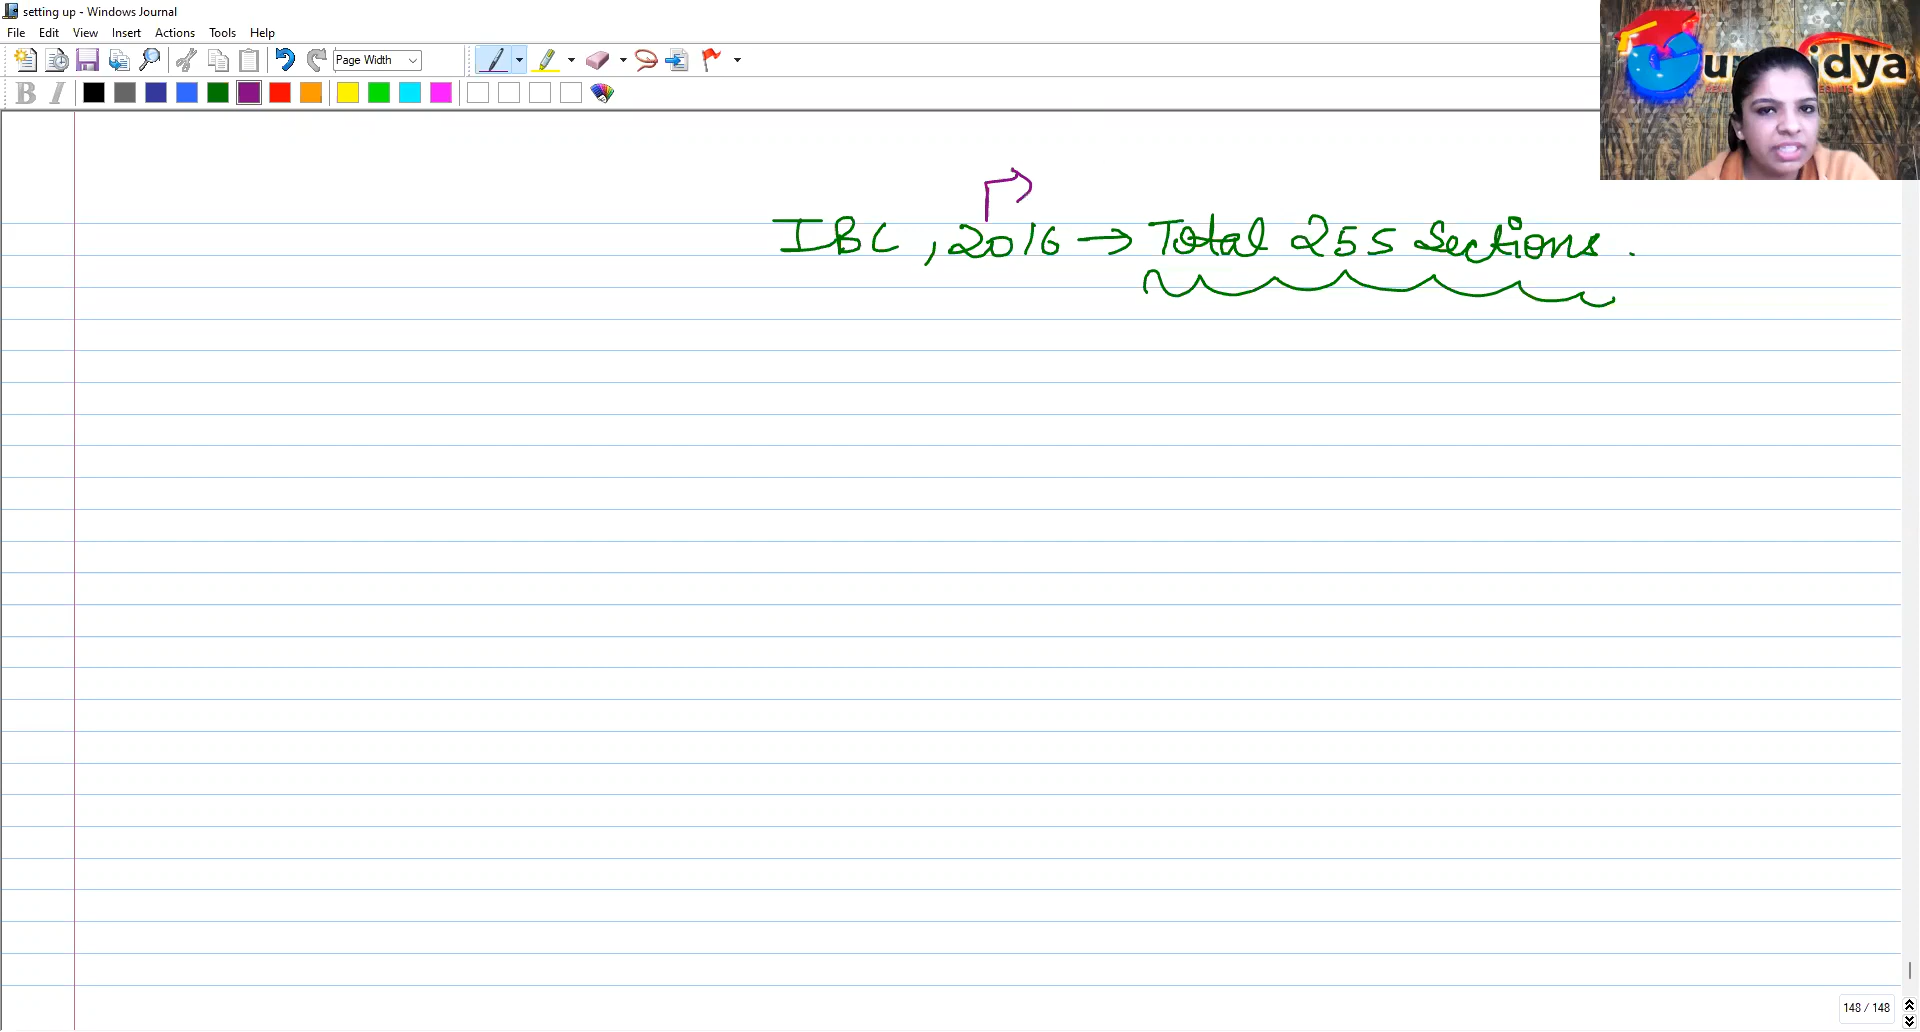 setting up - Windows Journal
File Edit View Insert Actions Tools Help
Page Width
B I
IBC, 2016 → Total 255 Sections.
148 / 148